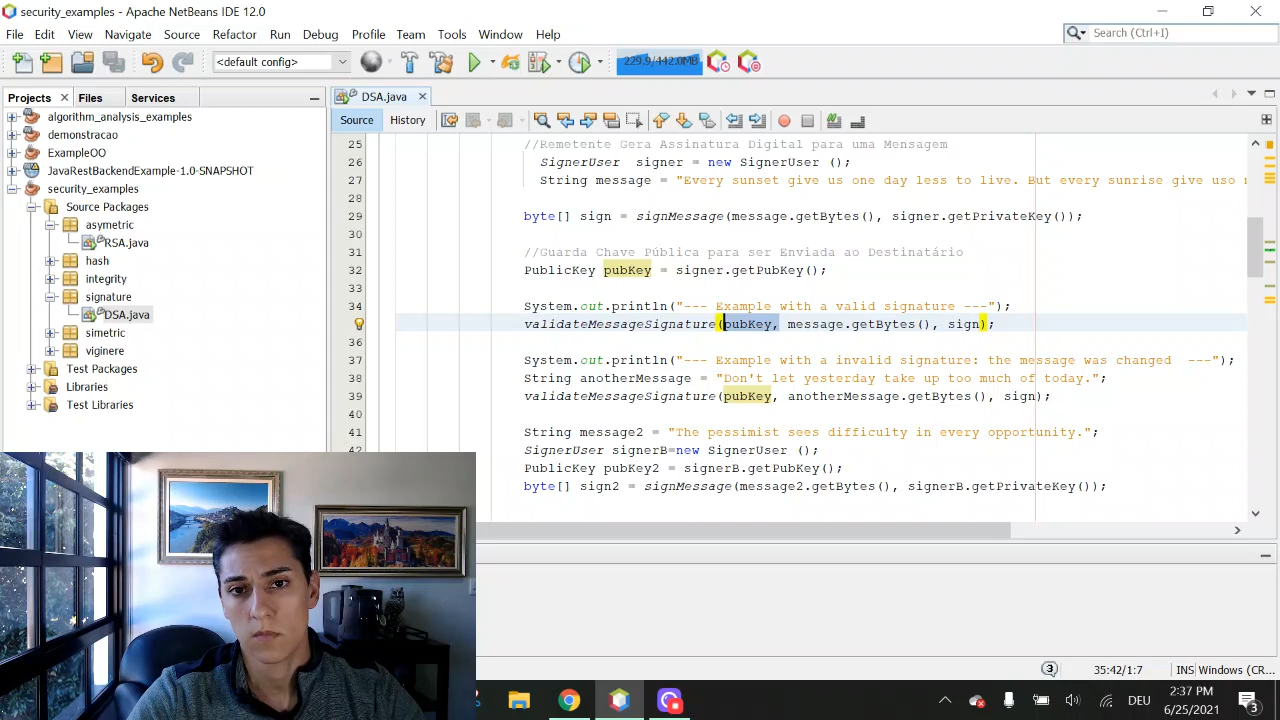 security_examples - Apache NetBeans IDE 12.0
File Edit View Navigate Source Refactor Run Debug Profile Team Tools Window Help
Search (Ctrl+I)
<default config>
229.9/442.0MB
Projects Files Services
DSA.java
algorithm_analysis_examples
demonstracao
ExampleOO
JavaRestBackendExample-1.0-SNAPSHOT
security_examples
Source Packages
asymetric
RSA.java
hash
integrity
signature
DSA.java
simetric
viginere
Test Packages
Libraries
Test Libraries
Source History
25 //Remetente Gera Assinatura Digital para uma Mensagem
26 SignerUser signer = new SignerUser ();
27 String message = "Every sunset give us one day less to live. But every sunrise give uso
28
29 byte[] sign = signMessage(message.getBytes(), signer.getPrivateKey());
30
31 //Guarda Chave Pública para ser Enviada ao Destinatário
32 PublicKey pubKey = signer.getPubKey();
33
34 System.out.println("--- Example with a valid signature ---");
validateMessageSignature(pubKey, message.getBytes(), sign);
36
37 System.out.println("--- Example with a invalid signature: the message was changed ---");
38 String anotherMessage = "Don't let yesterday take up too much of today.";
39 validateMessageSignature(pubKey, anotherMessage.getBytes(), sign);
40
41 String message2 = "The pessimist sees difficulty in every opportunity.";
42 SignerUser signerB=new SignerUser ();
PublicKey pubKey2 = signerB.getPubKey();
byte[] sign2 = signMessage(message2.getBytes(), signerB.getPrivateKey());
3 35:42/1:7 INS Windows (CR...
DEU
2:37 PM
6/25/2021
3